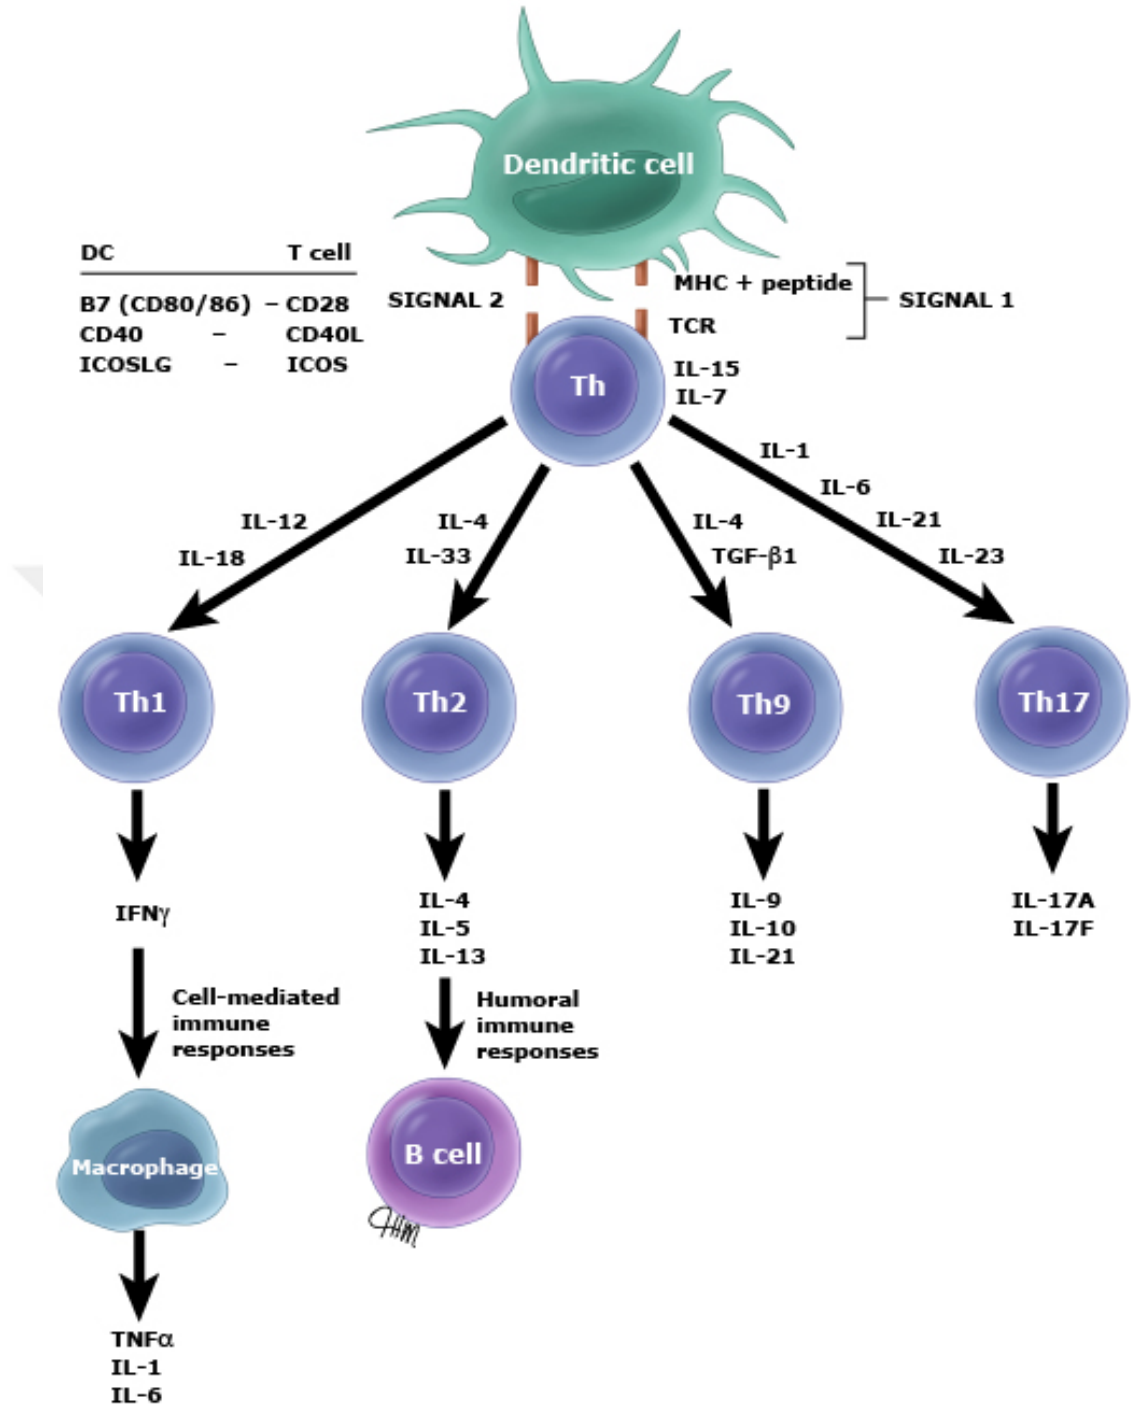 Dendritic cell
DC T cell
B7 (CD80/86) – CD28
CD40 – CD40L
ICOSLG – ICOS
SIGNAL 2
MHC + peptide
SIGNAL 1
TCR
Th
IL-15
IL-7
IL-12
IL-18
IL-4
IL-33
IL-4
TGF-β1
IL-1
IL-6
IL-21
IL-23
Th1
Th2
Th9
Th17
IFNγ
IL-4
IL-5
IL-13
IL-9
IL-10
IL-21
IL-17A
IL-17F
Cell-mediated
immune
responses
Humoral
immune
responses
Macrophage
B cell
TNFα
IL-1
IL-6